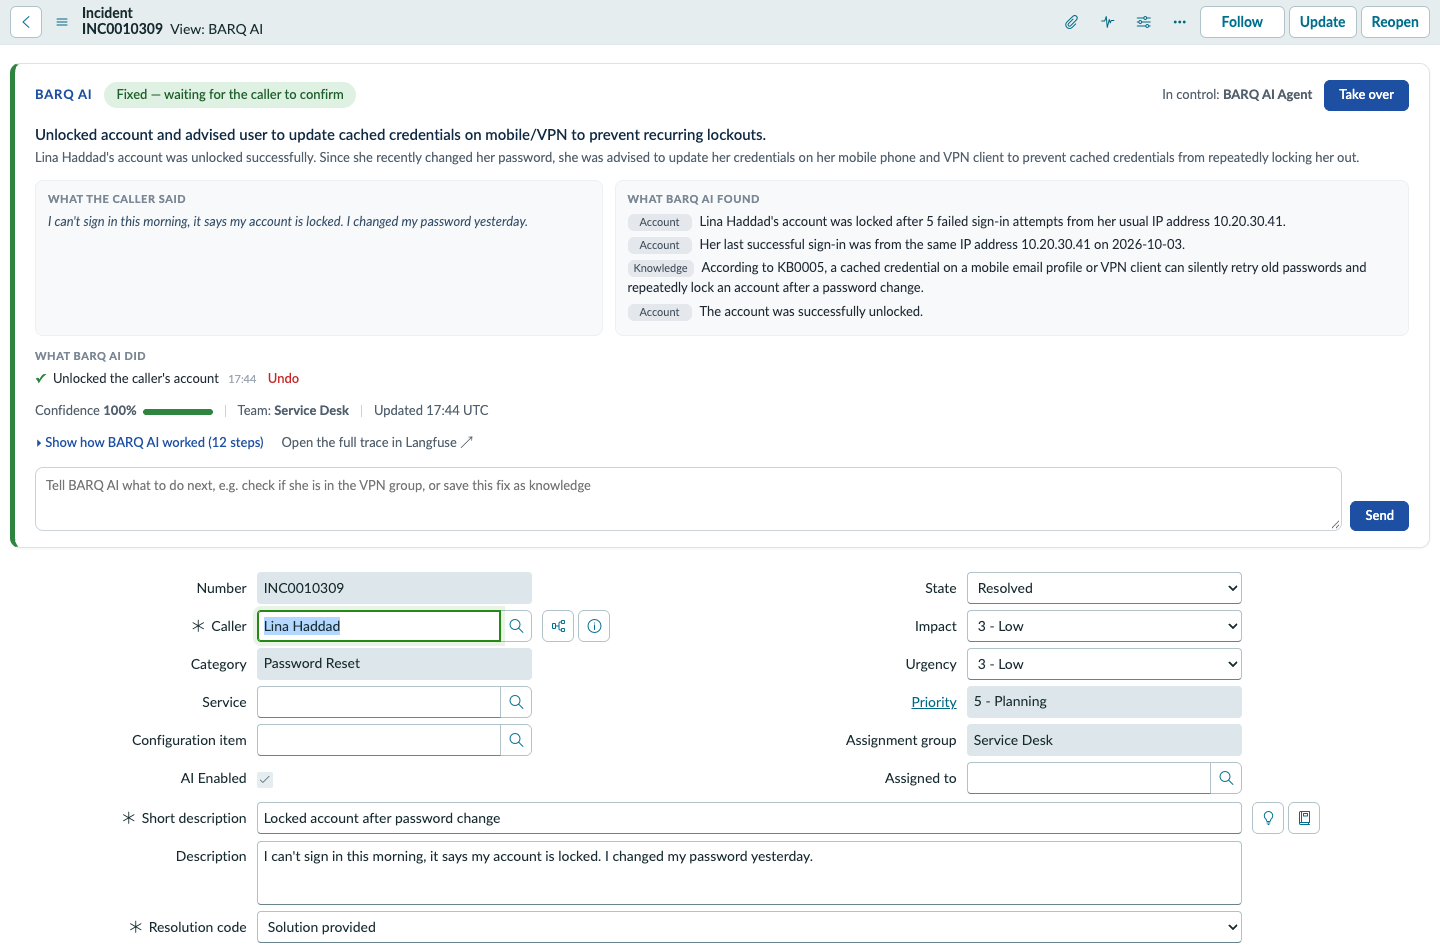 Incident
INC0010309 View: BARQ AI
Follow
Update
Reopen
BARQ AI
Fixed — waiting for the caller to confirm
In control: BARQ AI Agent
Take over
Unlocked account and advised user to update cached credentials on mobile/VPN to prevent recurring lockouts.
Lina Haddad's account was unlocked successfully. Since she recently changed her password, she was advised to update her credentials on her mobile phone and VPN client to prevent cached credentials from repeatedly locking her out.
WHAT THE CALLER SAID
I can't sign in this morning, it says my account is locked. I changed my password yesterday.
WHAT BARQ AI FOUND
Account Lina Haddad's account was locked after 5 failed sign-in attempts from her usual IP address 10.20.30.41.
Account Her last successful sign-in was from the same IP address 10.20.30.41 on 2026-10-03.
Knowledge According to KB0005, a cached credential on a mobile email profile or VPN client can silently retry old passwords and
repeatedly lock an account after a password change.
Account The account was successfully unlocked.
WHAT BARQ AI DID
✔ Unlocked the caller's account 17:44 Undo
Confidence 100% | Team: Service Desk | Updated 17:44 UTC
Show how BARQ AI worked (12 steps) Open the full trace in Langfuse ↗
Tell BARQ AI what to do next, e.g. check if she is in the VPN group, or save this fix as knowledge
Send
Number INC0010309
Caller Lina Haddad
Category Password Reset
Service
Configuration item
AI Enabled
State Resolved
Impact 3 - Low
Urgency 3 - Low
Priority 5 - Planning
Assignment group Service Desk
Assigned to
Short description Locked account after password change
Description I can't sign in this morning, it says my account is locked. I changed my password yesterday.
Resolution code Solution provided